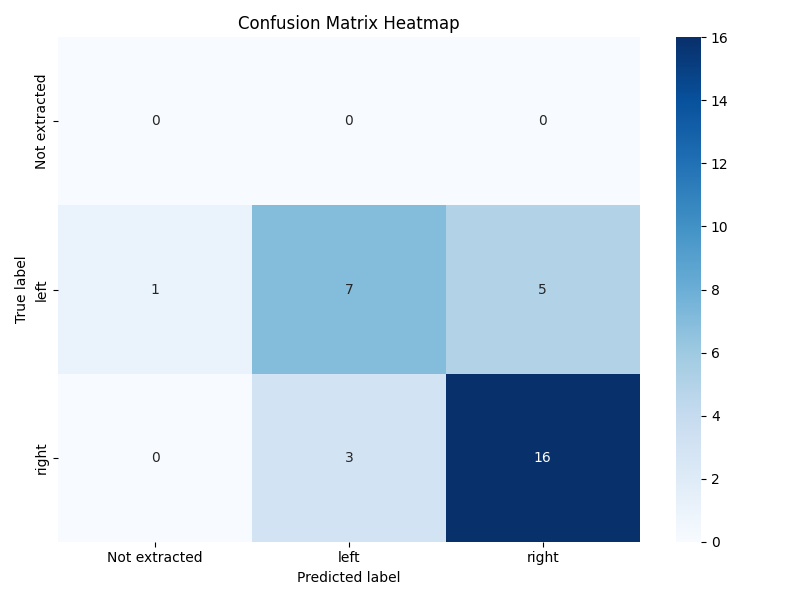 Confusion Matrix Heatmap
Not extracted
0 0 0
True label
left
1 7 5
right
0 3 16
Not extracted left right
Predicted label
16
14
12
10
8
6
4
2
0